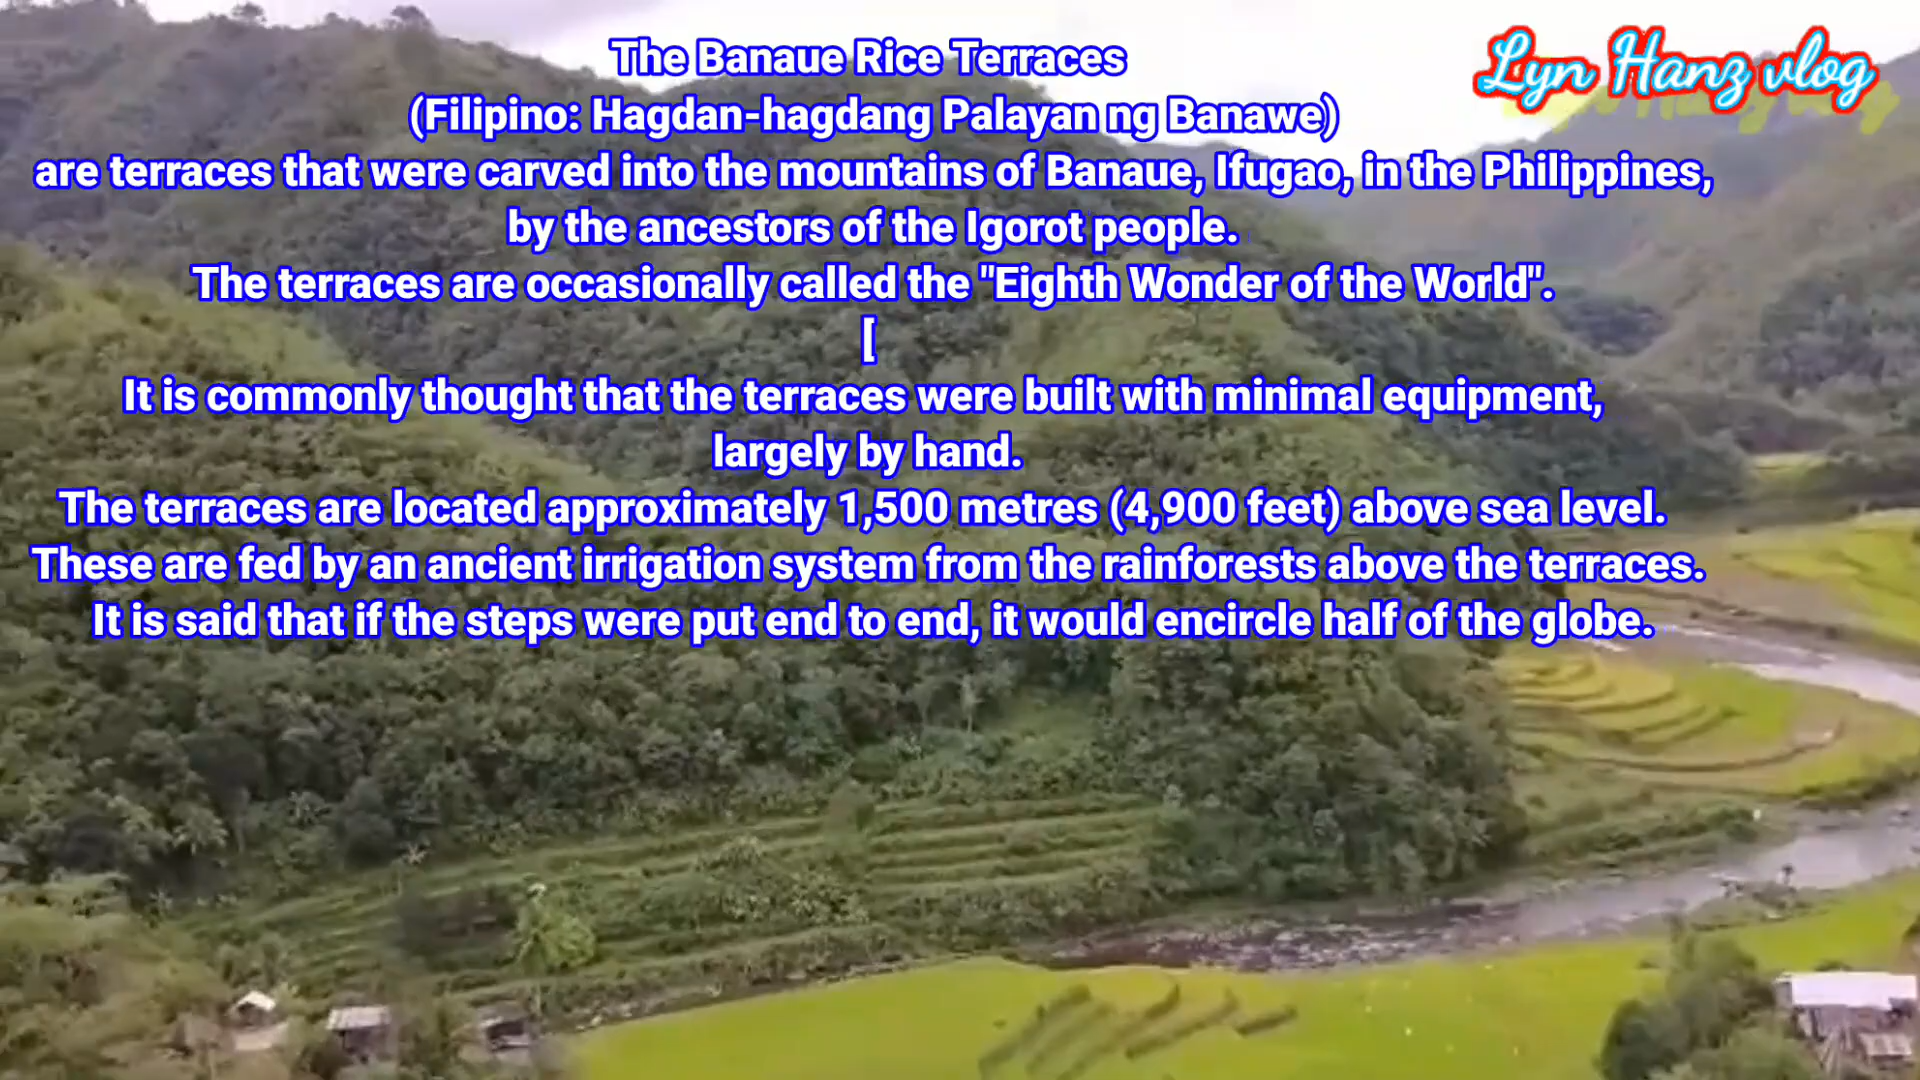 The Banaue Rice Terraces
Lyn Hanz vlog
(Filipino: Hagdan-hagdang Palayan ng Banawe)
are terraces that were carved into the mountains of Banaue, Ifugao, in the Philippines,
by the ancestors of the Igorot people.
The terraces are occasionally called the "Eighth Wonder of the World".
[
It is commonly thought that the terraces were built with minimal equipment,
largely by hand.
The terraces are located approximately 1,500 metres (4,900 feet) above sea level.
These are fed by an ancient irrigation system from the rainforests above the terraces.
It is said that if the steps were put end to end, it would encircle half of the globe.